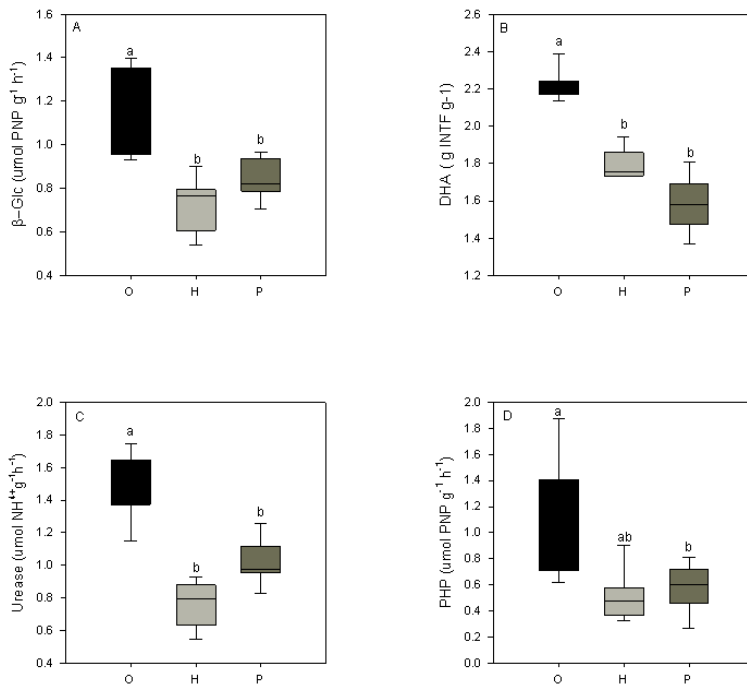 A
β–Glc (umol PNP g⁻¹ h⁻¹)
1.6
1.4
1.2
1.0
0.8
0.6
0.4
a
b
b
O H P
B
DHA ( g INTF g-1)
2.6
2.4
2.2
2.0
1.8
1.6
1.4
1.2
a
b
b
O H P
C
Urease (umol NH⁴⁺g⁻¹h⁻¹)
2.0
1.8
1.6
1.4
1.2
1.0
0.8
0.6
0.4
a
b
b
O H P
D
PHP (umol PNP g⁻¹ h⁻¹)
2.0
1.8
1.6
1.4
1.2
1.0
0.8
0.6
0.4
0.2
0.0
a
ab
b
O H P